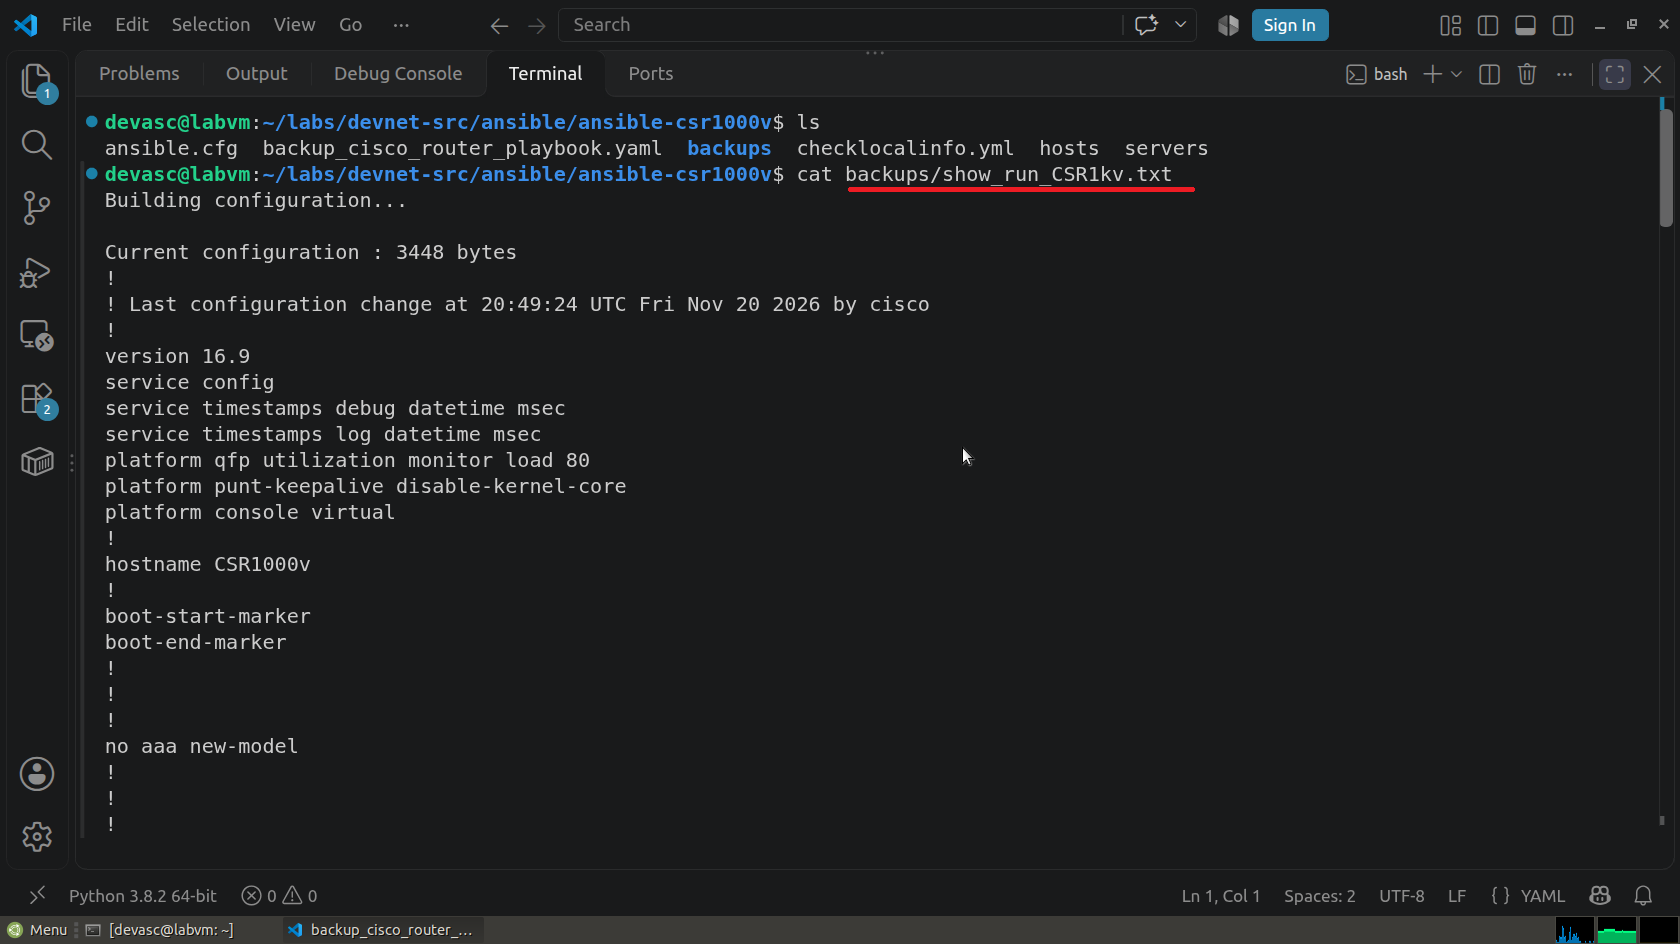 File Edit Selection View Go ··· Search Sign In
Problems Output Debug Console Terminal Ports bash
devasc@labvm:~/labs/devnet-src/ansible/ansible-csr1000v$ ls
ansible.cfg backup_cisco_router_playbook.yaml backups checklocalinfo.yml hosts servers
devasc@labvm:~/labs/devnet-src/ansible/ansible-csr1000v$ cat backups/show_run_CSR1kv.txt
Building configuration...
Current configuration : 3448 bytes
!
! Last configuration change at 20:49:24 UTC Fri Nov 20 2026 by cisco
!
version 16.9
service config
service timestamps debug datetime msec
service timestamps log datetime msec
platform qfp utilization monitor load 80
platform punt-keepalive disable-kernel-core
platform console virtual
!
hostname CSR1000v
!
boot-start-marker
boot-end-marker
!
!
!
no aaa new-model
!
!
!
1
2
Python 3.8.2 64-bit 0 0 Ln 1, Col 1 Spaces: 2 UTF-8 LF {} YAML
Menu [devasc@labvm: ~] backup_cisco_router_...